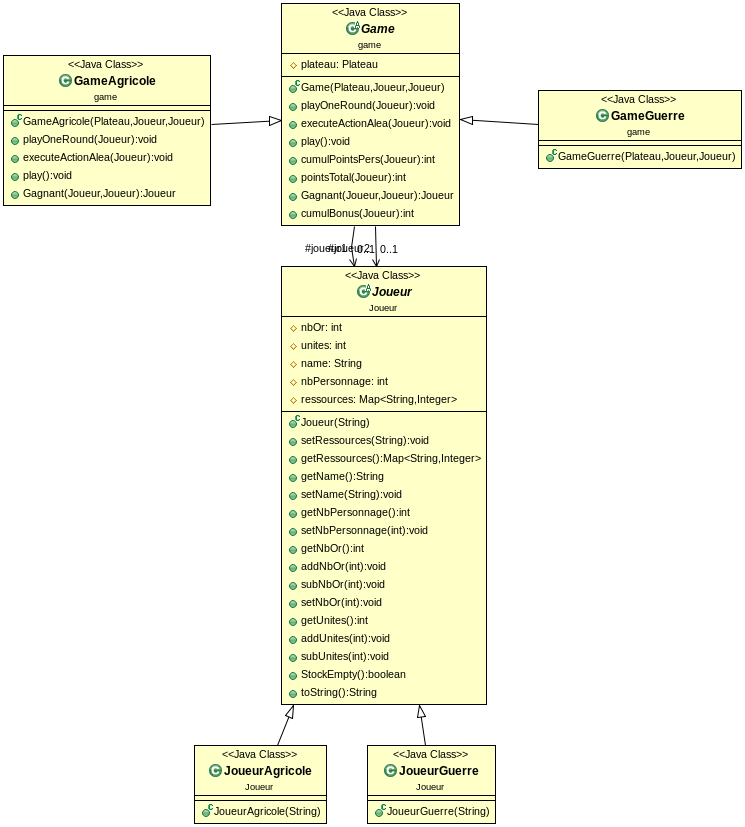 <<Java Class>>
Game
game
plateau: Plateau
Game(Plateau,Joueur,Joueur)
playOneRound(Joueur):void
executeActionAlea(Joueur):void
play():void
cumulPointsPers(Joueur):int
pointsTotal(Joueur):int
Gagnant(Joueur,Joueur):Joueur
cumulBonus(Joueur):int
<<Java Class>>
GameAgricole
game
GameAgricole(Plateau,Joueur,Joueur)
playOneRound(Joueur):void
executeActionAlea(Joueur):void
play():void
Gagnant(Joueur,Joueur):Joueur
<<Java Class>>
GameGuerre
game
GameGuerre(Plateau,Joueur,Joueur)
#joueur1 0..1
#joueur2 0..1
<<Java Class>>
Joueur
Joueur
nbOr: int
unites: int
name: String
nbPersonnage: int
ressources: Map<String,Integer>
Joueur(String)
setRessources(String):void
getRessources():Map<String,Integer>
getName():String
setName(String):void
getNbPersonnage():int
setNbPersonnage(int):void
getNbOr():int
addNbOr(int):void
subNbOr(int):void
setNbOr(int):void
getUnites():int
addUnites(int):void
subUnites(int):void
StockEmpty():boolean
toString():String
<<Java Class>>
JoueurAgricole
Joueur
JoueurAgricole(String)
<<Java Class>>
JoueurGuerre
Joueur
JoueurGuerre(String)